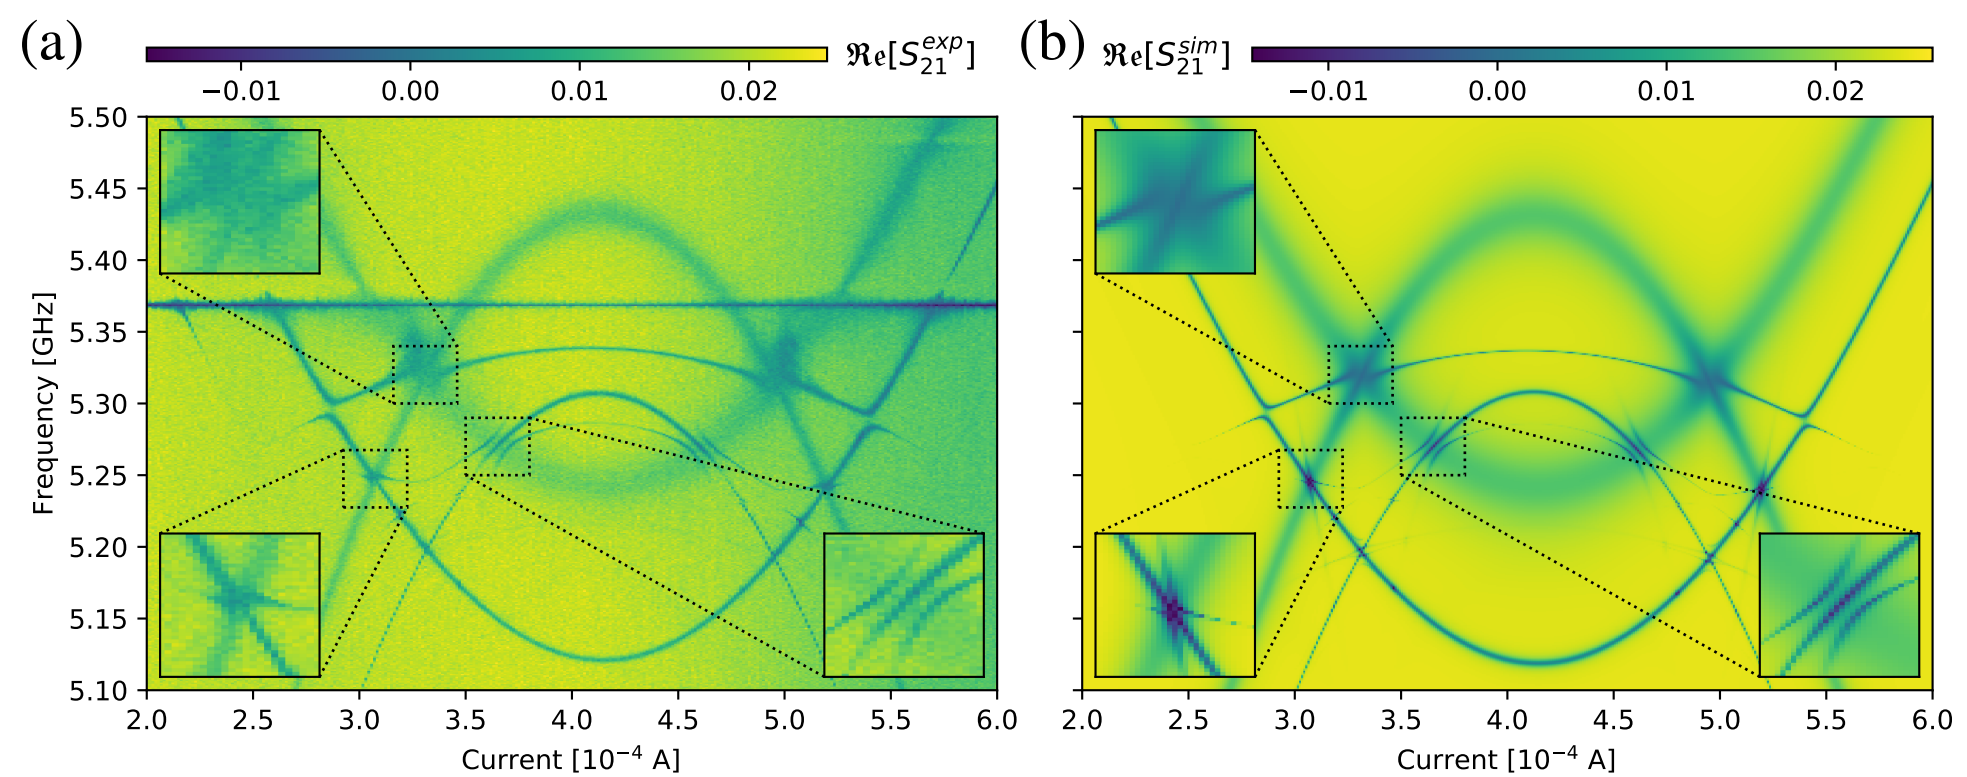 (a) ℜ𝔢[S₂₁ᵉˣᵖ]
−0.01 0.00 0.01 0.02
(b) ℜ𝔢[S₂₁ˢⁱᵐ]
−0.01 0.00 0.01 0.02
Frequency [GHz]
5.50
5.45
5.40
5.35
5.30
5.25
5.20
5.15
5.10
2.0 2.5 3.0 3.5 4.0 4.5 5.0 5.5 6.0
Current [10⁻⁴ A]
2.0 2.5 3.0 3.5 4.0 4.5 5.0 5.5 6.0
Current [10⁻⁴ A]